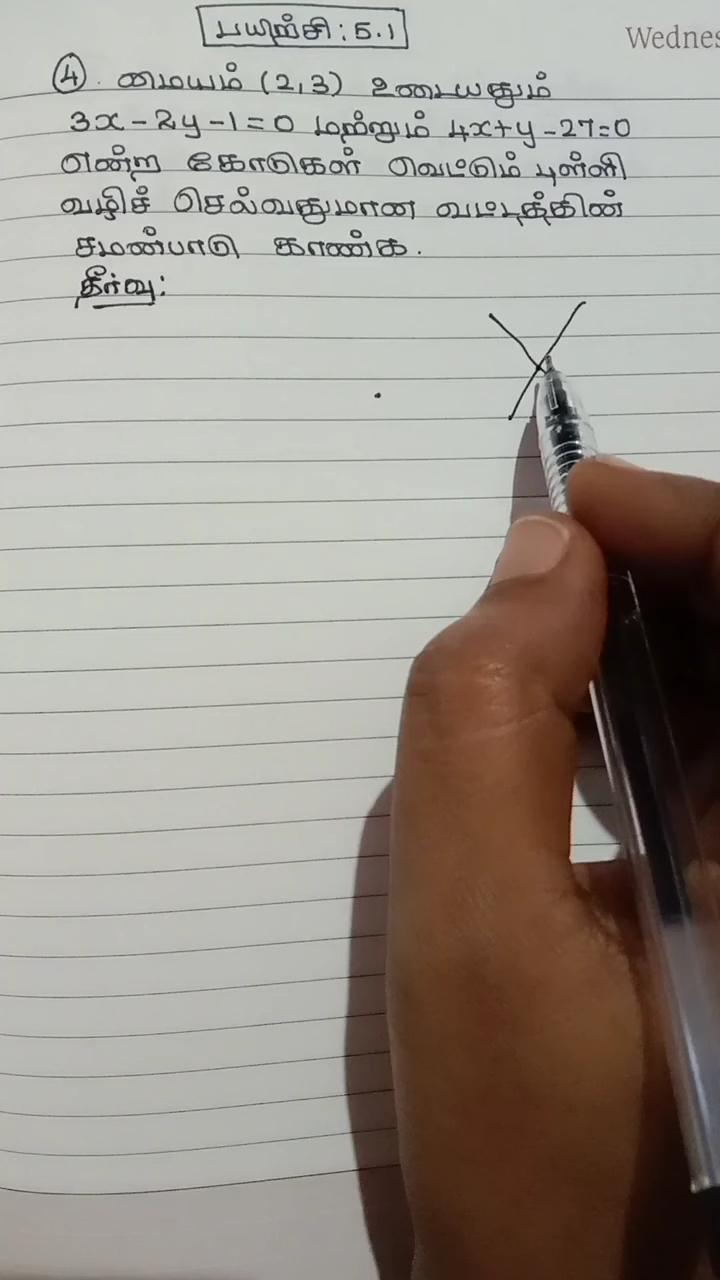 பயிற்சி : 5.1
Wednes
④. மையம் (2,3) உடையதும்
3x - 2y - 1 = 0 மற்றும் 4x + y - 27 = 0
என்ற கோடுகள் வெட்டும் புள்ளி
வழிச் செல்வதுமான வட்டத்தின்
சமன்பாடு காண்க.
தீர்வு: